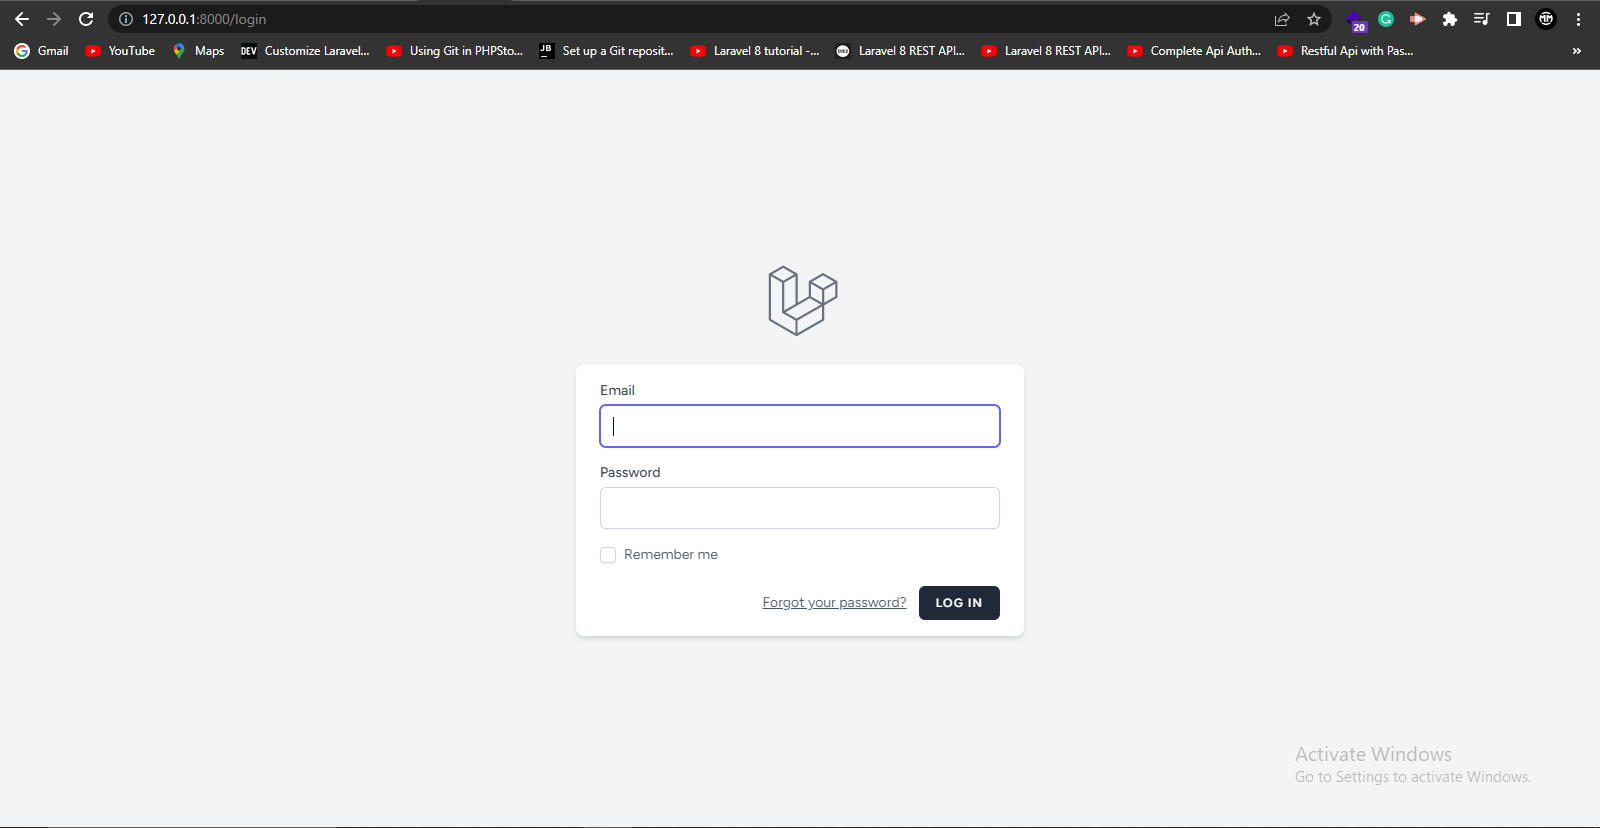 127.0.0.1:8000/login
20
MM
Gmail
YouTube
Maps
DEV
Customize Laravel...
Using Git in PHPSto...
JB
Set up a Git reposit...
Laravel 8 tutorial -...
Laravel 8 REST API...
Laravel 8 REST API...
Complete Api Auth...
Restful Api with Pas...
»
Email
Password
Remember me
Forgot your password?
LOG IN
Activate Windows
Go to Settings to activate Windows.